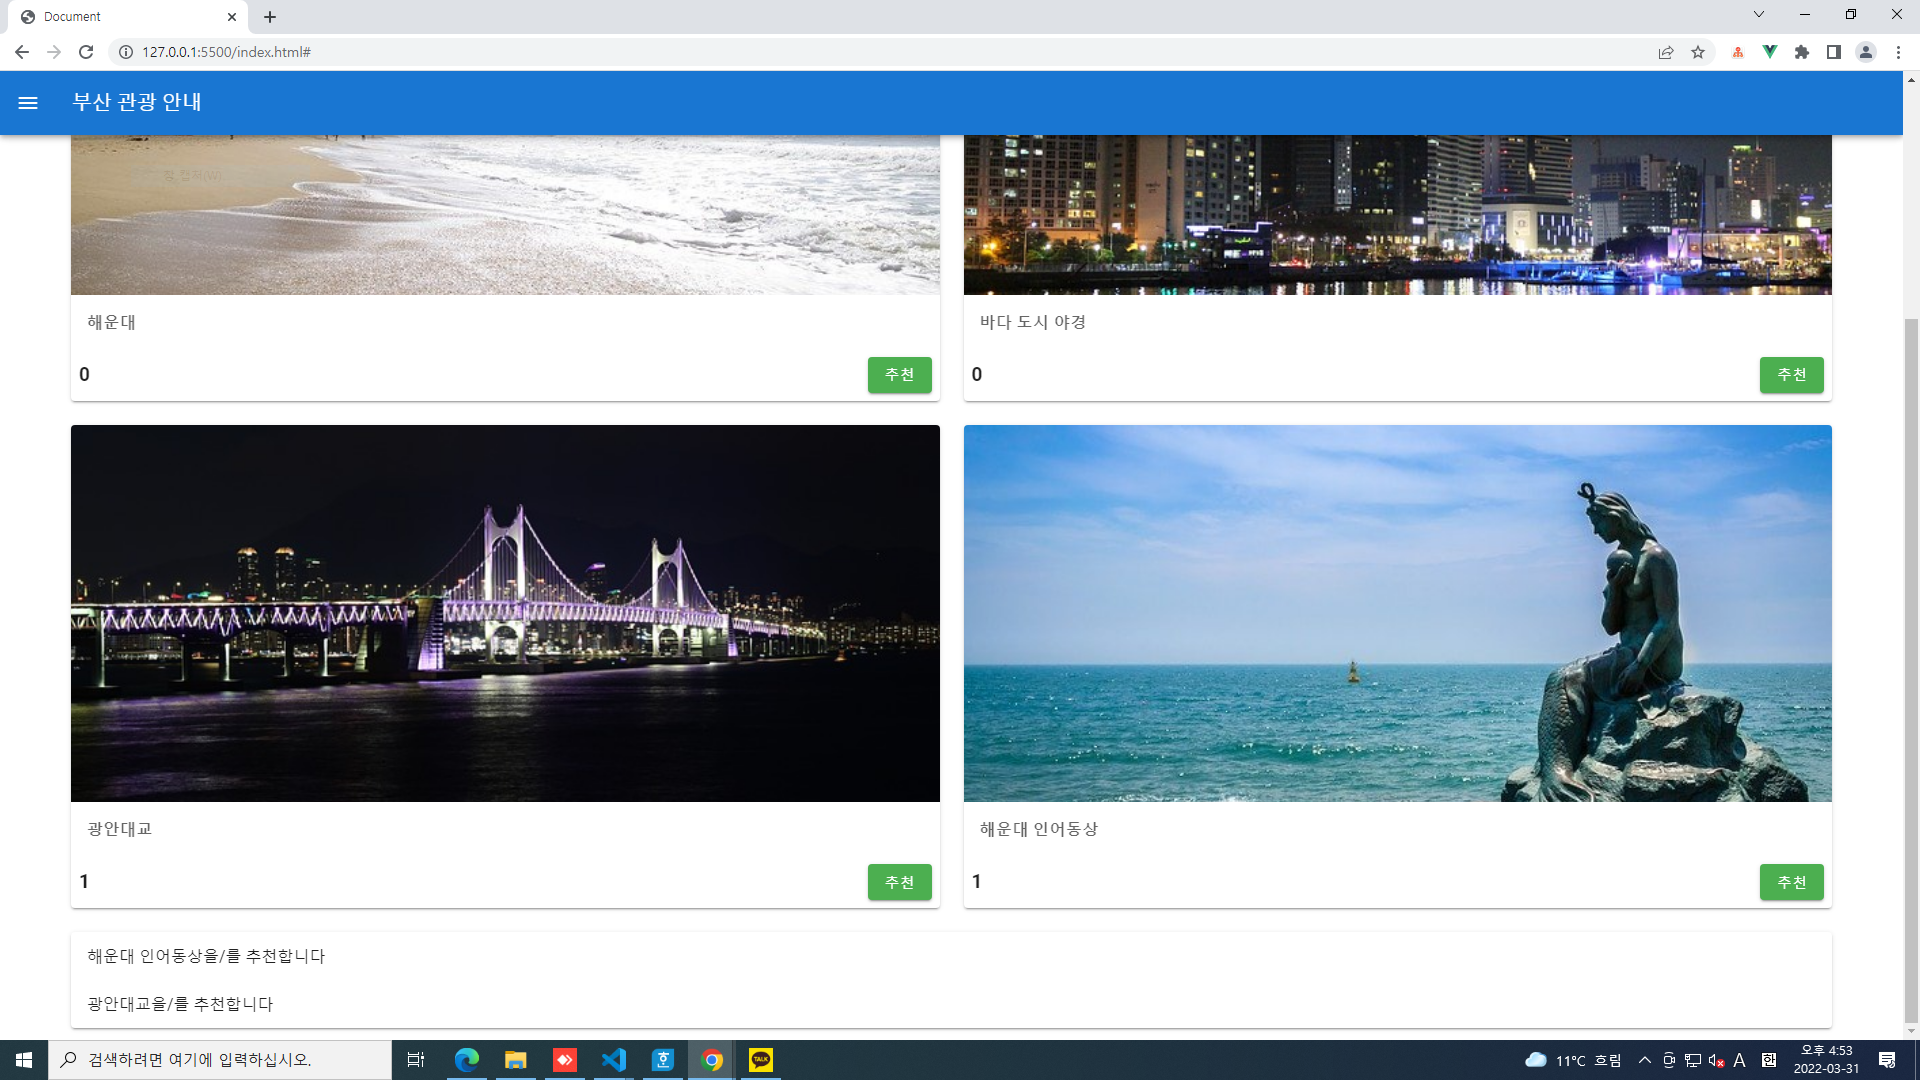 Document
127.0.0.1:5500/index.html#
부산 관광 안내
해운대
바다 도시 야경
0
추천
0
추천
광안대교
해운대 인어동상
1
추천
1
추천
해운대 인어동상을/를 추천합니다
광안대교을/를 추천합니다
검색하려면 여기에 입력하십시오.
TALK
11°C 흐림
A
한
오후 4:53
2022-03-31